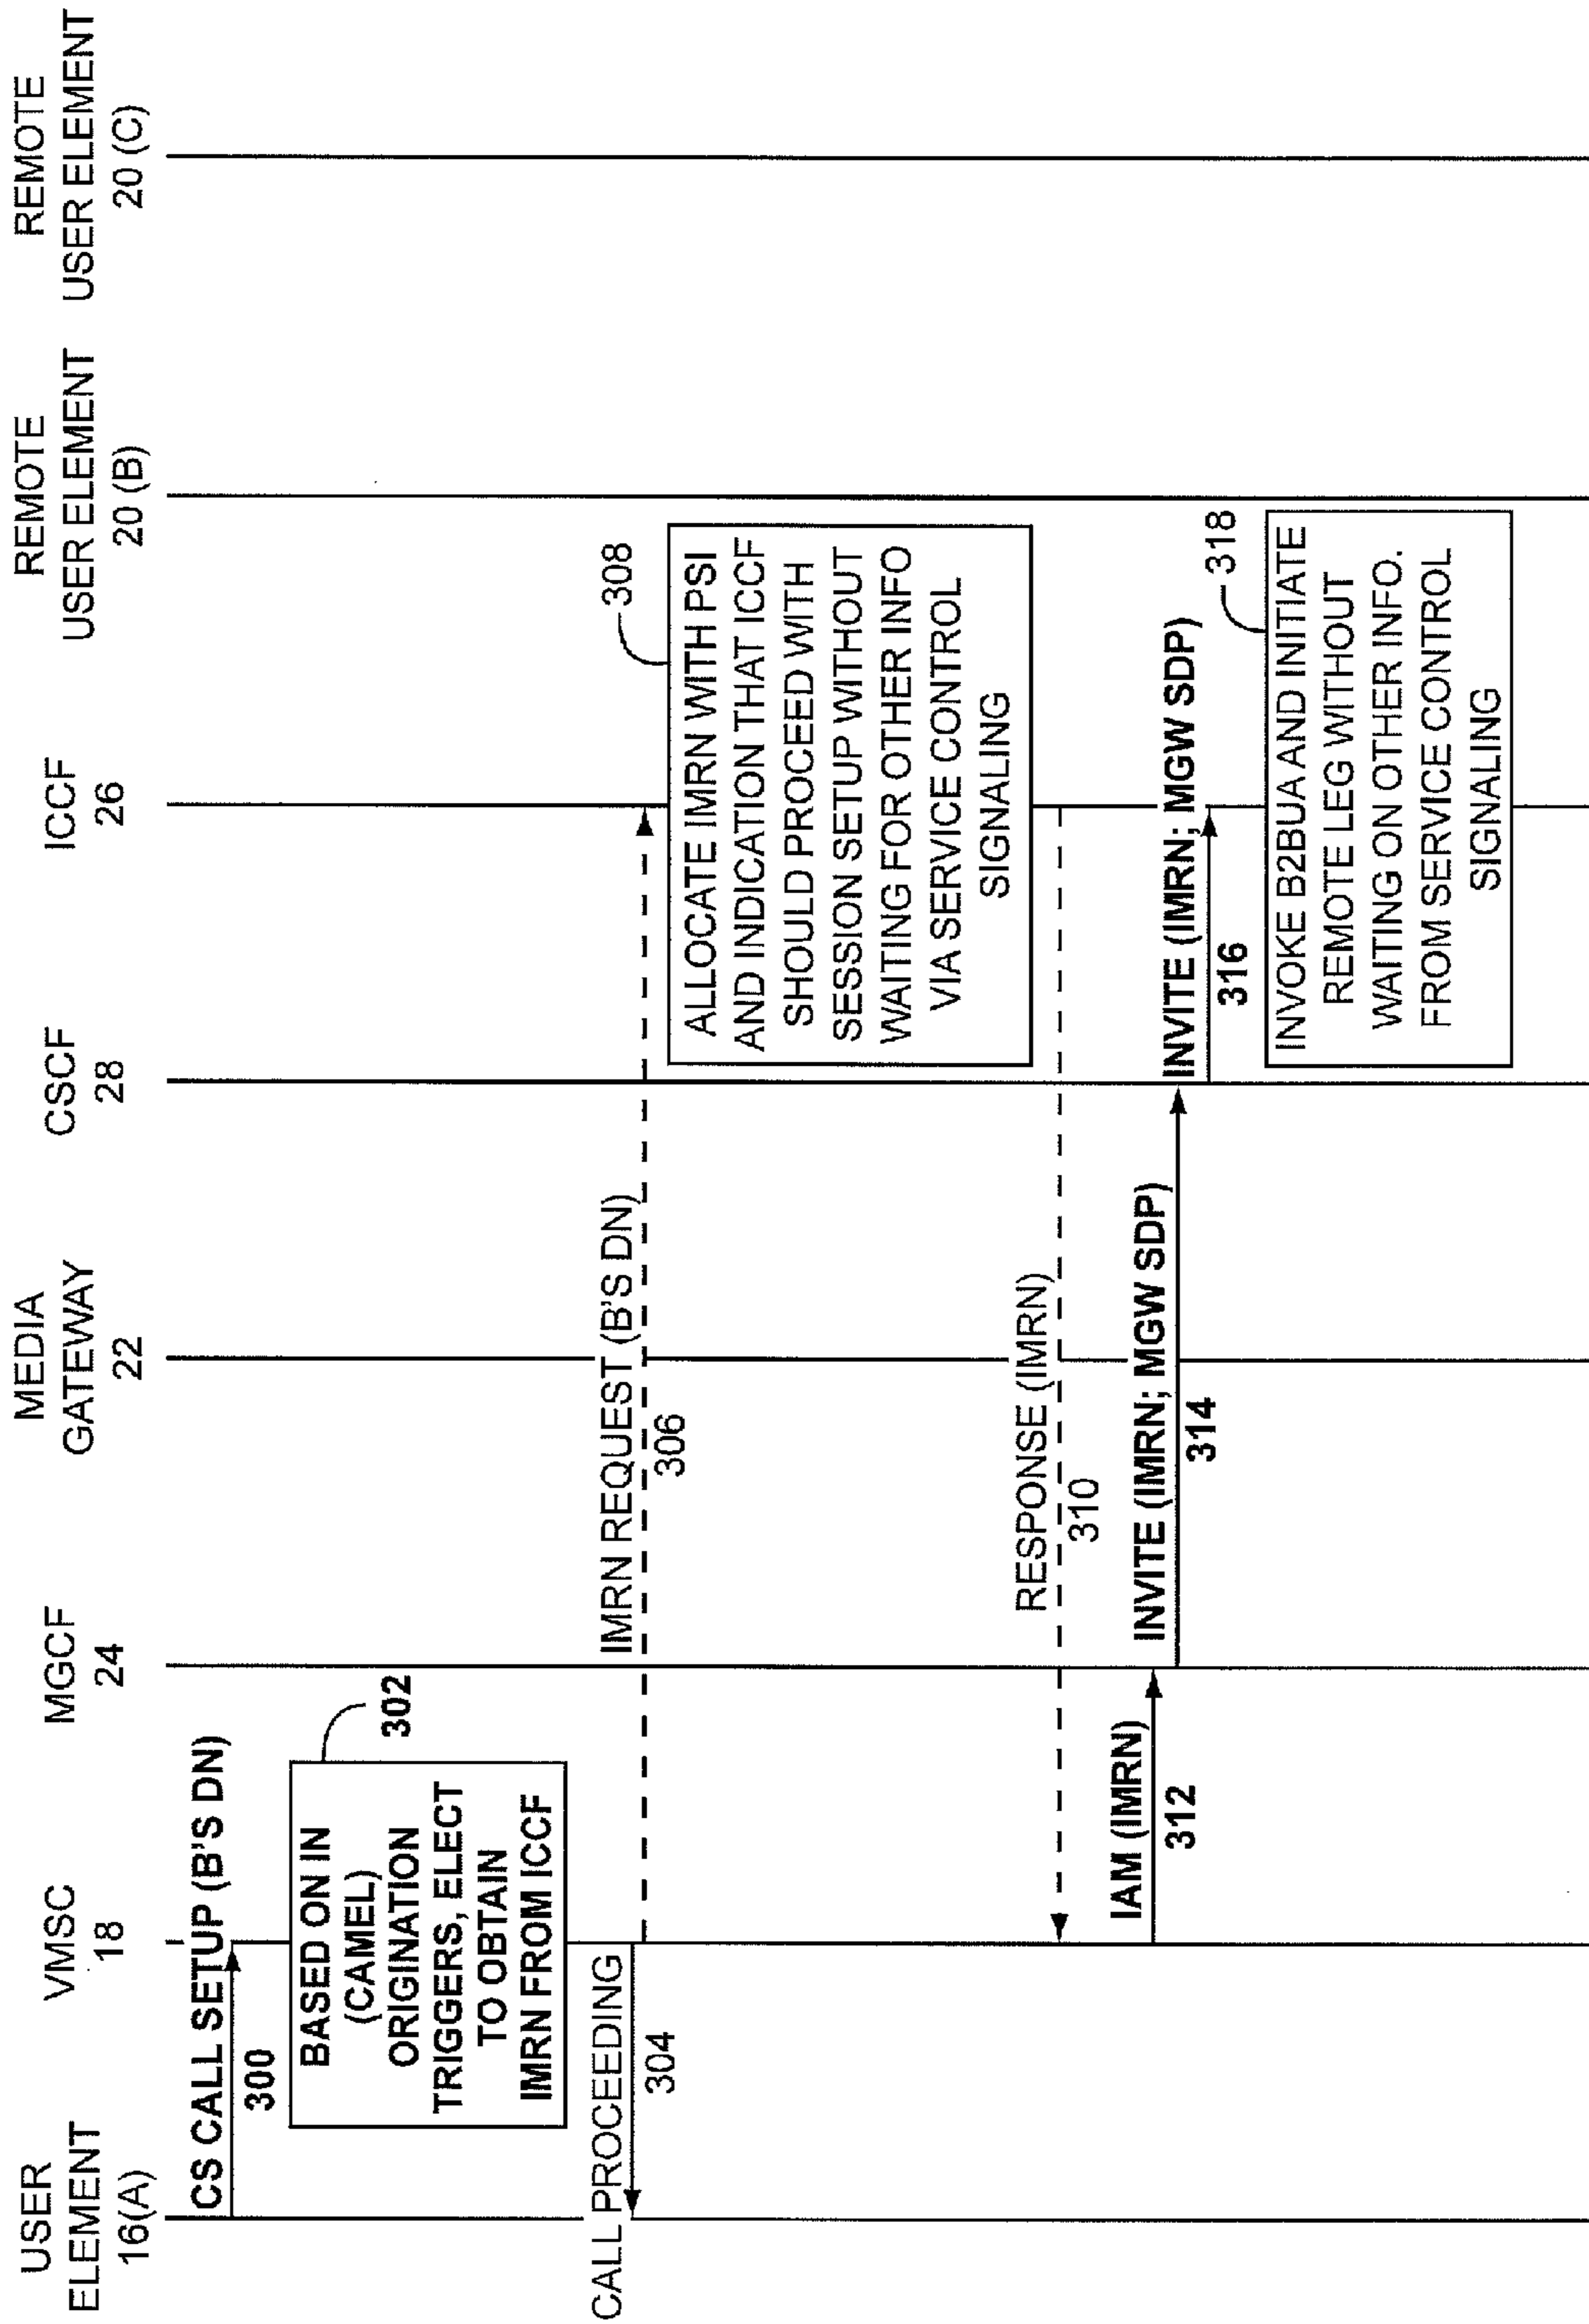 USER
ELEMENT
16(A)
VMSC
18
MGCF
24
MEDIA
GATEWAY
22
CSCF
28
ICCF
26
REMOTE
USER ELEMENT
20 (B)
REMOTE
USER ELEMENT
20 (C)
CS CALL SETUP (B'S DN)
300
BASED ON IN
(CAMEL)
ORIGINATION
TRIGGERS, ELECT
TO OBTAIN
IMRN FROM ICCF
302
CALL PROCEEDING
304
IMRN REQUEST (B'S DN)
306
ALLOCATE IMRN WITH PSI
AND INDICATION THAT ICCF
SHOULD PROCEED WITH
SESSION SETUP WITHOUT
WAITING FOR OTHER INFO
VIA SERVICE CONTROL
SIGNALING
308
RESPONSE (IMRN)
310
IAM (IMRN)
312
INVITE (IMRN; MGW SDP)
314
INVITE (IMRN; MGW SDP)
316
INVOKE B2BUA AND INITIATE
REMOTE LEG WITHOUT
WAITING ON OTHER INFO.
FROM SERVICE CONTROL
SIGNALING
318